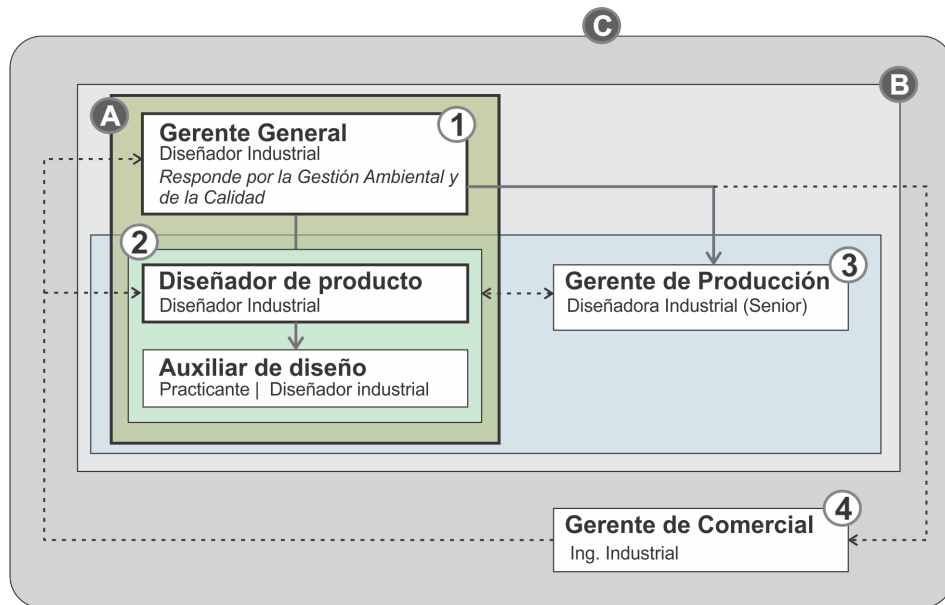 C
B
A
1
Gerente General
Diseñador Industrial
Responde por la Gestión Ambiental y
de la Calidad
2
Diseñador de producto
Diseñador Industrial
3
Gerente de Producción
Diseñadora Industrial (Senior)
Auxiliar de diseño
Practicante | Diseñador industrial
4
Gerente de Comercial
Ing. Industrial